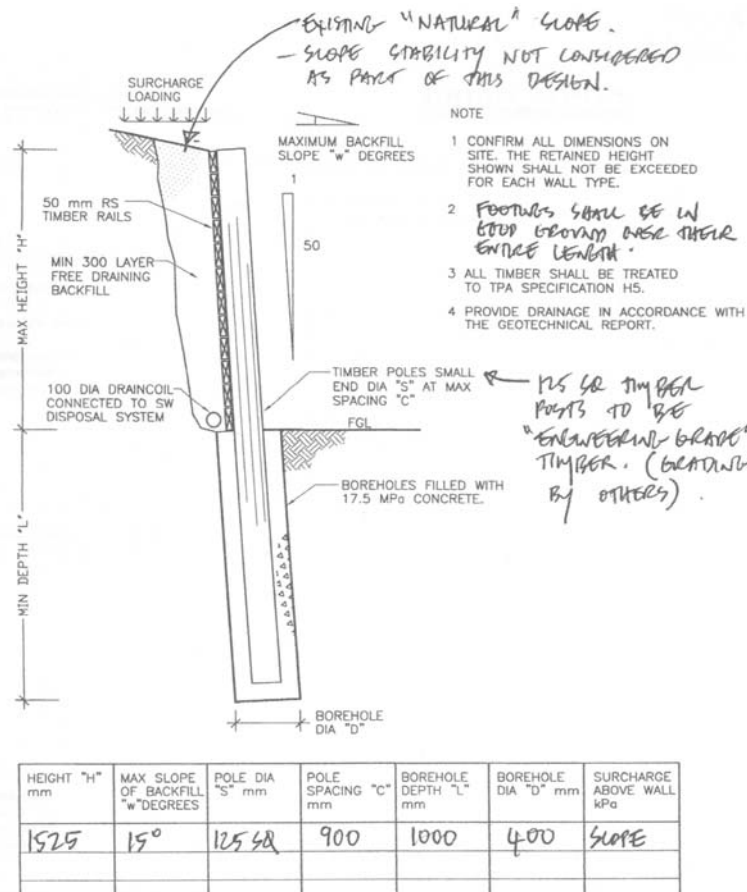 EXISTING "NATURAL" SLOPE.
- SLOPE STABILITY NOT CONSIDERED
AS PART OF THIS DESIGN.
SURCHARGE
LOADING
MAXIMUM BACKFILL
SLOPE "w" DEGREES
1
50
50 mm RS
TIMBER RAILS
MIN 300 LAYER
FREE DRAINING
BACKFILL
MAX HEIGHT "H"
100 DIA DRAINCOIL
CONNECTED TO SW
DISPOSAL SYSTEM
TIMBER POLES SMALL
END DIA "S" AT MAX
SPACING "C"
FGL
BOREHOLES FILLED WITH
17.5 MPa CONCRETE.
MIN DEPTH "L"
BOREHOLE
DIA "D"
NOTE
1 CONFIRM ALL DIMENSIONS ON
SITE. THE RETAINED HEIGHT
SHOWN SHALL NOT BE EXCEEDED
FOR EACH WALL TYPE.
2 FOOTINGS SHALL BE IN
GOOD GROUND OVER THEIR
ENTIRE LENGTH.
3 ALL TIMBER SHALL BE TREATED
TO TPA SPECIFICATION H5.
4 PROVIDE DRAINAGE IN ACCORDANCE WITH
THE GEOTECHNICAL REPORT.
125 SQ TIMBER
POSTS TO BE
"ENGINEERING GRADE"
TIMBER. (GRADING
BY OTHERS).
HEIGHT "H" mm
MAX SLOPE OF BACKFILL "w"DEGREES
POLE DIA "S" mm
POLE SPACING "C" mm
BOREHOLE DEPTH "L" mm
BOREHOLE DIA "D" mm
SURCHARGE ABOVE WALL kPa
1525 15° 125 SQ 900 1000 400 SLOPE